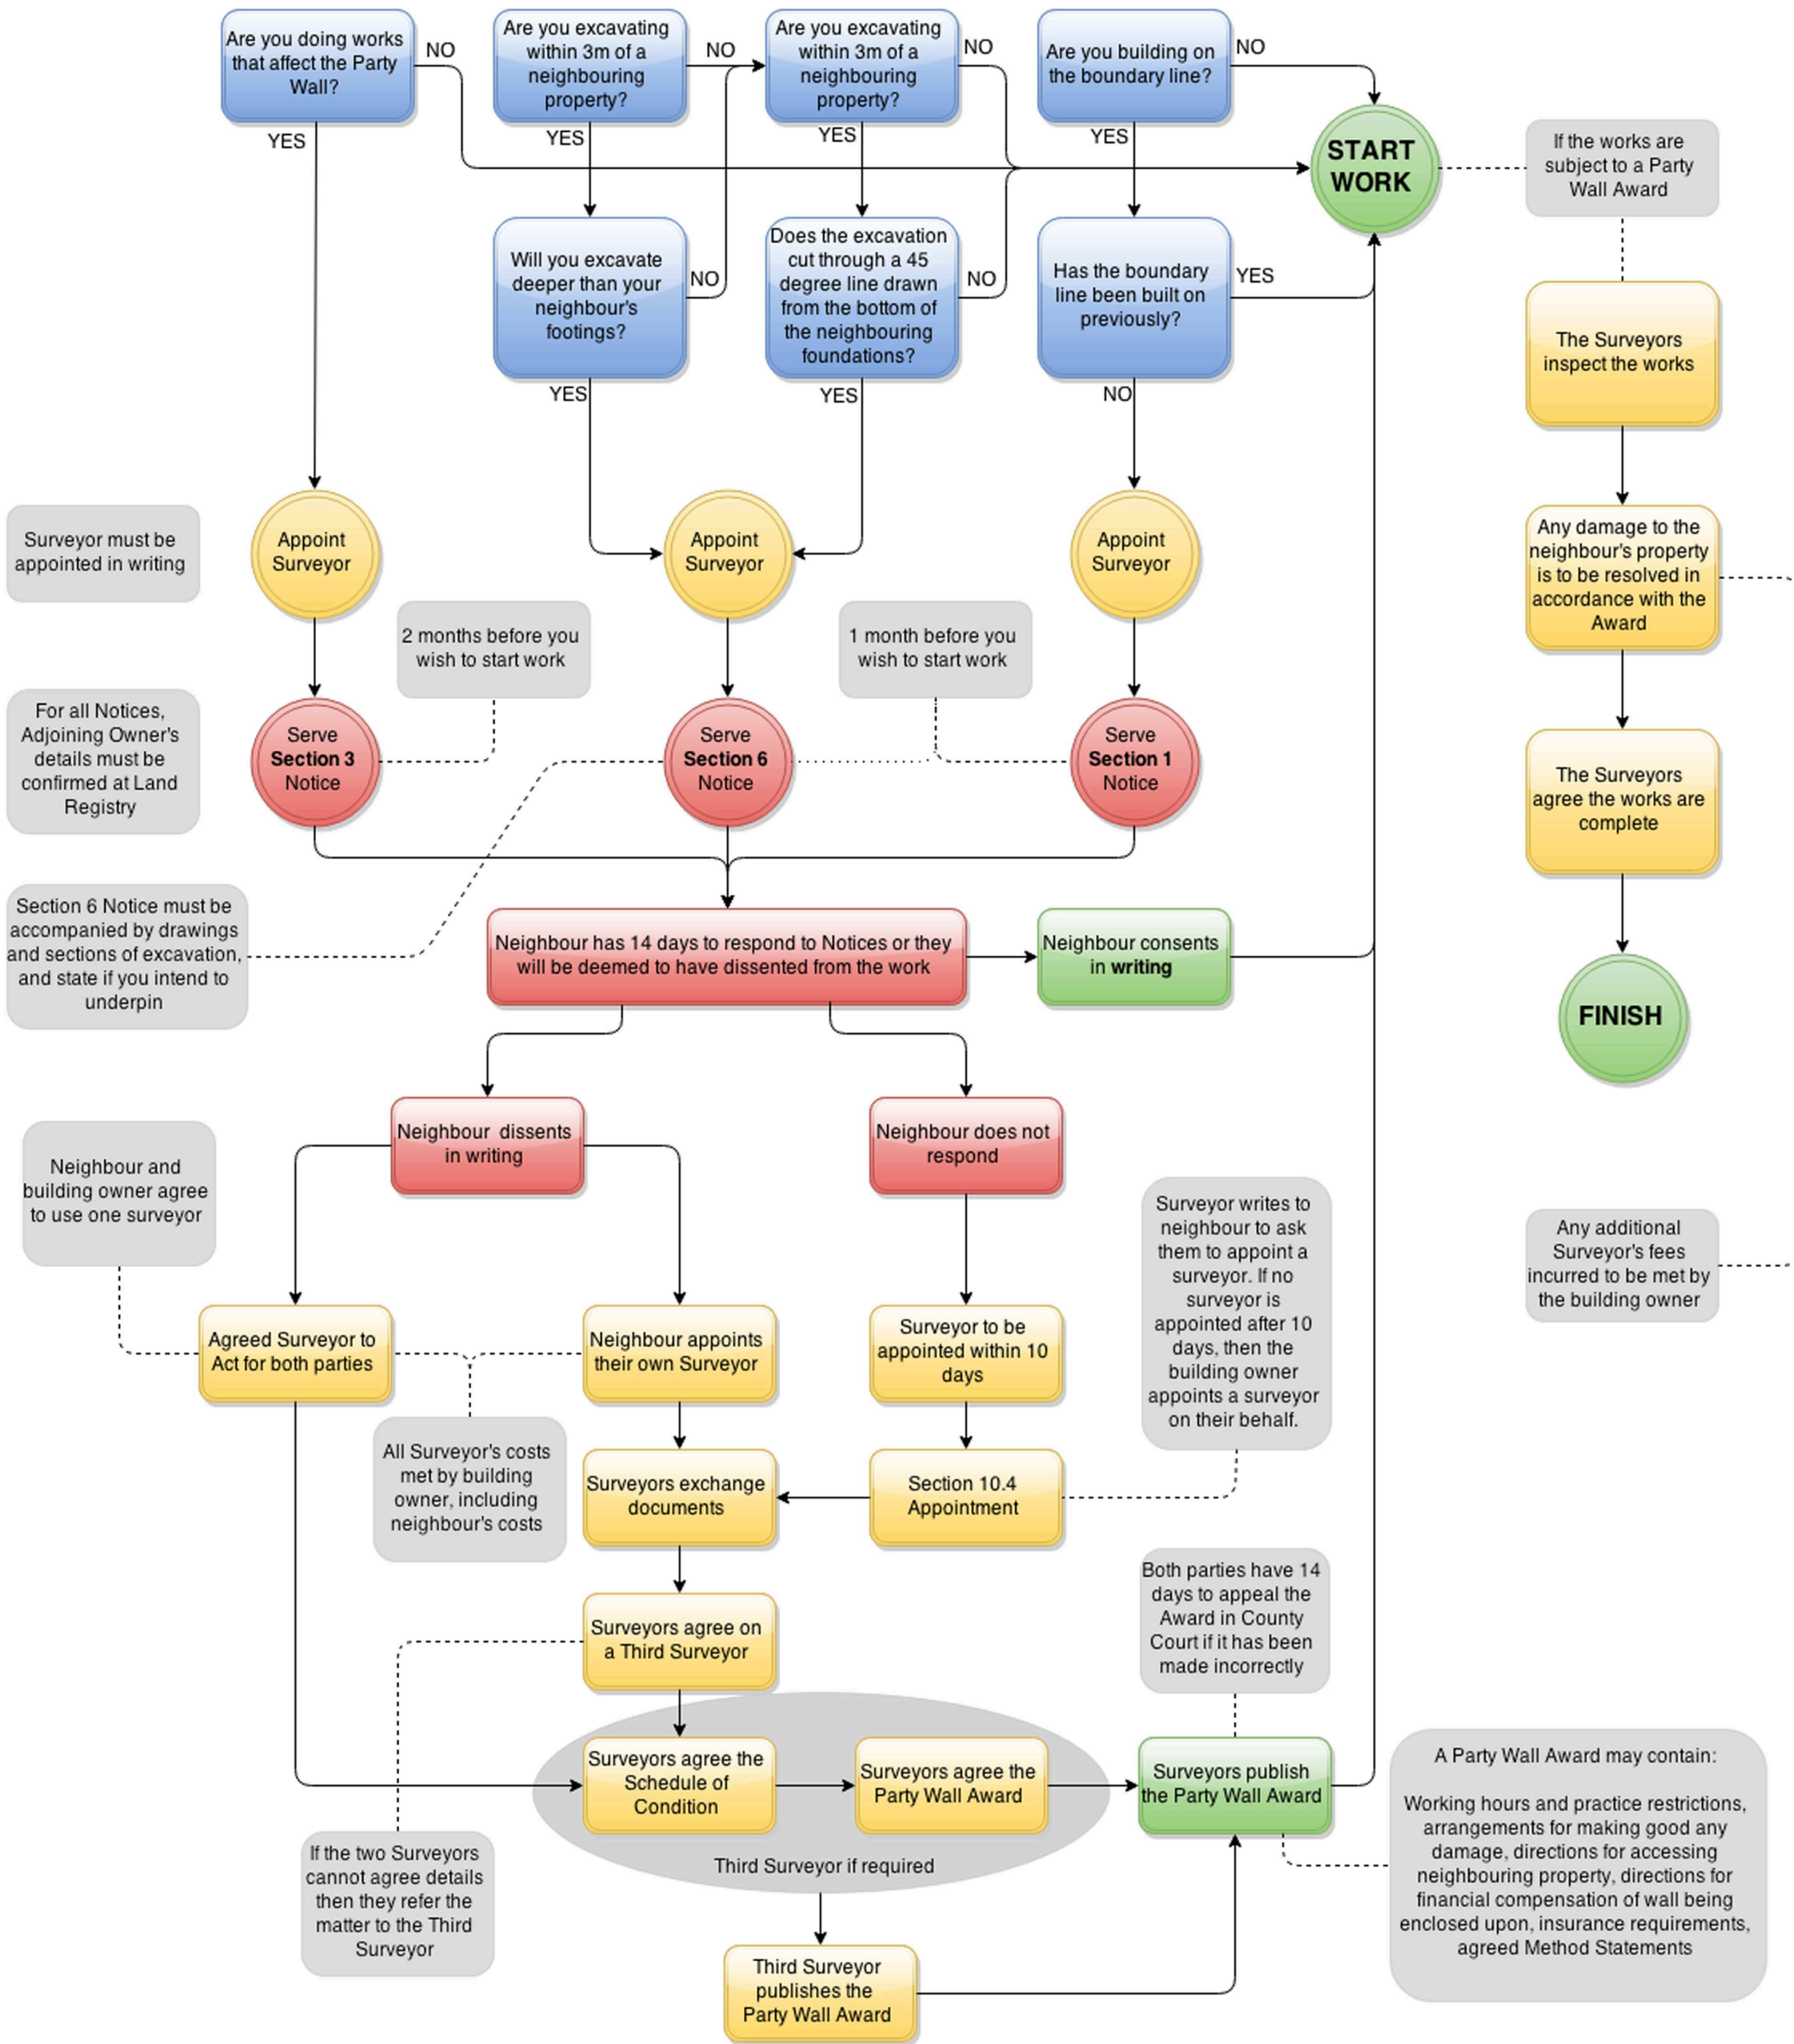 Are you doing works
that affect the Party
Wall?
NO
YES
Are you excavating
within 3m of a
neighbouring
property?
NO
YES
Are you excavating
within 3m of a
neighbouring
property?
NO
YES
Are you building on
the boundary line?
NO
YES
START
WORK
If the works are
subject to a Party
Wall Award
Will you excavate
deeper than your
neighbour's
footings?
NO
YES
Does the excavation
cut through a 45
degree line drawn
from the bottom of
the neighbouring
foundations?
NO
YES
Has the boundary
line been built on
previously?
YES
NO
The Surveyors
inspect the works
Surveyor must be
appointed in writing
Appoint
Surveyor
Appoint
Surveyor
Appoint
Surveyor
Any damage to the
neighbour's property
is to be resolved in
accordance with the
Award
2 months before you
wish to start work
1 month before you
wish to start work
For all Notices,
Adjoining Owner's
details must be
confirmed at Land
Registry
Serve
Section 3
Notice
Serve
Section 6
Notice
Serve
Section 1
Notice
The Surveyors
agree the works are
complete
Section 6 Notice must be
accompanied by drawings
and sections of excavation,
and state if you intend to
underpin
Neighbour has 14 days to respond to Notices or they
will be deemed to have dissented from the work
Neighbour consents
in writing
FINISH
Neighbour dissents
in writing
Neighbour does not
respond
Neighbour and
building owner agree
to use one surveyor
Surveyor writes to
neighbour to ask
them to appoint a
surveyor. If no
surveyor is
appointed after 10
days, then the
building owner
appoints a surveyor
on their behalf.
Any additional
Surveyor's fees
incurred to be met by
the building owner
Agreed Surveyor to
Act for both parties
Neighbour appoints
their own Surveyor
Surveyor to be
appointed within 10
days
All Surveyor's costs
met by building
owner, including
neighbour's costs
Surveyors exchange
documents
Section 10.4
Appointment
Surveyors agree on
a Third Surveyor
Both parties have 14
days to appeal the
Award in County
Court if it has been
made incorrectly
Surveyors agree the
Schedule of
Condition
Surveyors agree the
Party Wall Award
Surveyors publish
the Party Wall Award
A Party Wall Award may contain:
Working hours and practice restrictions,
arrangements for making good any
damage, directions for accessing
neighbouring property, directions for
financial compensation of wall being
enclosed upon, insurance requirements,
agreed Method Statements
Third Surveyor if required
If the two Surveyors
cannot agree details
then they refer the
matter to the Third
Surveyor
Third Surveyor
publishes the
Party Wall Award